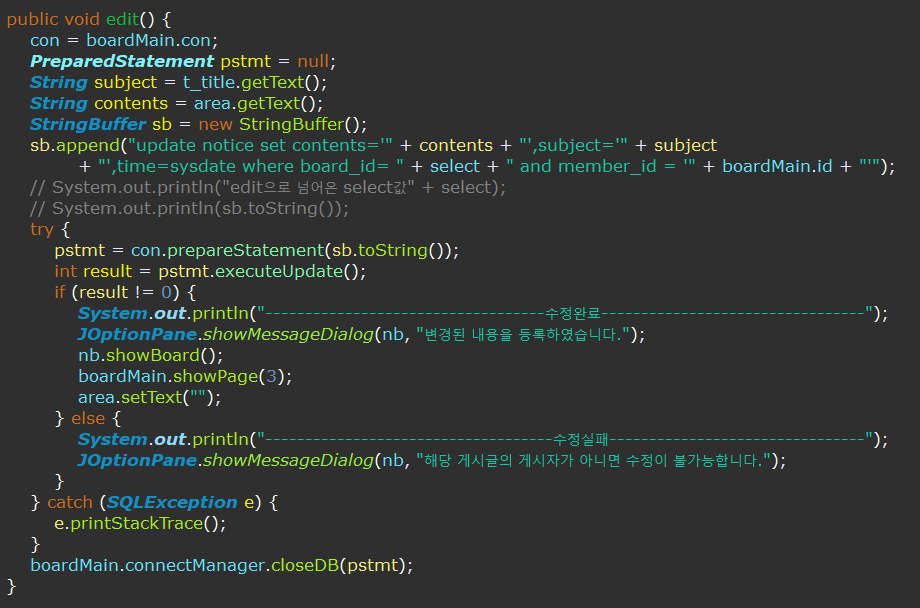 public void edit() {
con = boardMain.con;
PreparedStatement pstmt = null;
String subject = t_title.getText();
String contents = area.getText();
StringBuffer sb = new StringBuffer();
sb.append("update notice set contents='" + contents + "',subject='" + subject
+ "',time=sysdate where board_id= " + select + " and member_id = '" + boardMain.id + "'");
// System.out.println("edit으로 넘어온 select값" + select);
// System.out.println(sb.toString());
try {
pstmt = con.prepareStatement(sb.toString());
int result = pstmt.executeUpdate();
if (result != 0) {
System.out.println("-----------------------------------수정완료---------------------------------");
JOptionPane.showMessageDialog(nb, "변경된 내용을 등록하였습니다.");
nb.showBoard();
boardMain.showPage(3);
area.setText("");
} else {
System.out.println("------------------------------------수정실패--------------------------------");
JOptionPane.showMessageDialog(nb, "해당 게시글의 게시자가 아니면 수정이 불가능합니다.");
}
} catch (SQLException e) {
e.printStackTrace();
}
boardMain.connectManager.closeDB(pstmt);
}